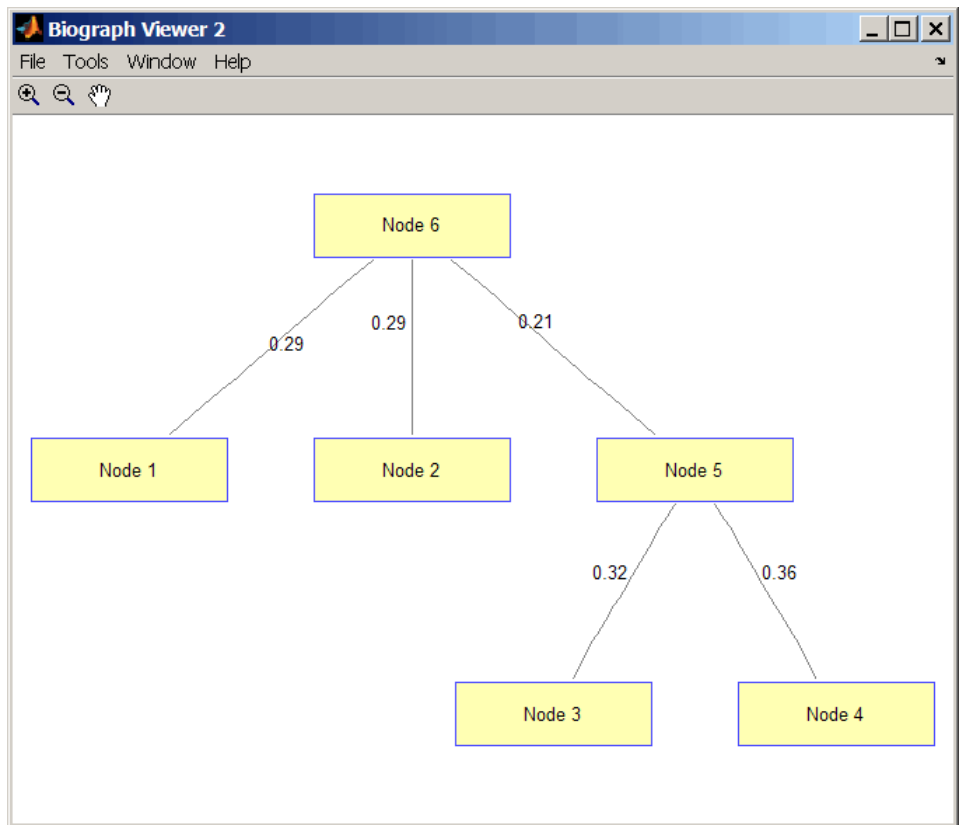 Biograph Viewer 2
File Tools Window Help
Node 6
0.29
0.29
0.21
Node 1
Node 2
Node 5
0.32
0.36
Node 3
Node 4